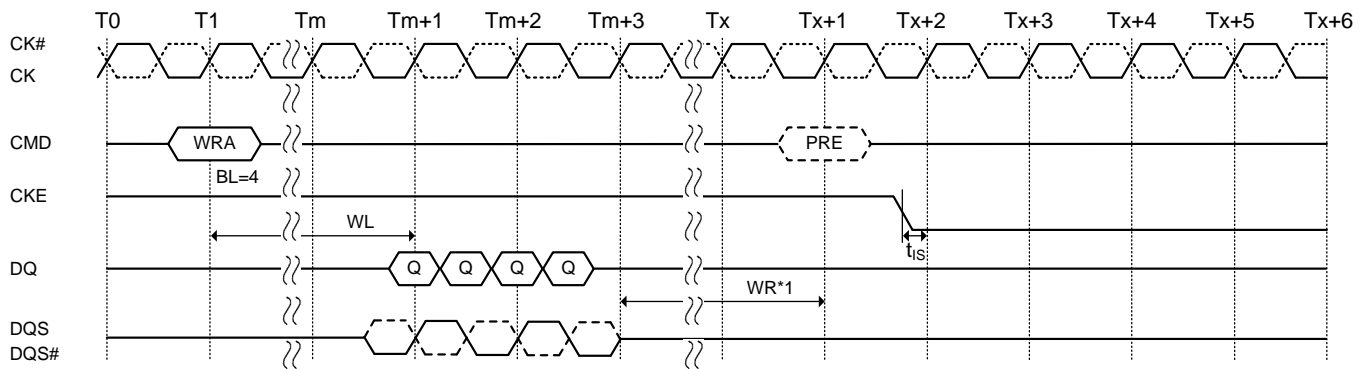 T0 T1 Tm Tm+1 Tm+2 Tm+3 Tx Tx+1 Tx+2 Tx+3 Tx+4 Tx+5 Tx+6
CK#
CK
CMD WRA PRE
BL=4
CKE
WL
tIS
DQ Q Q Q Q
WR*1
DQS
DQS#